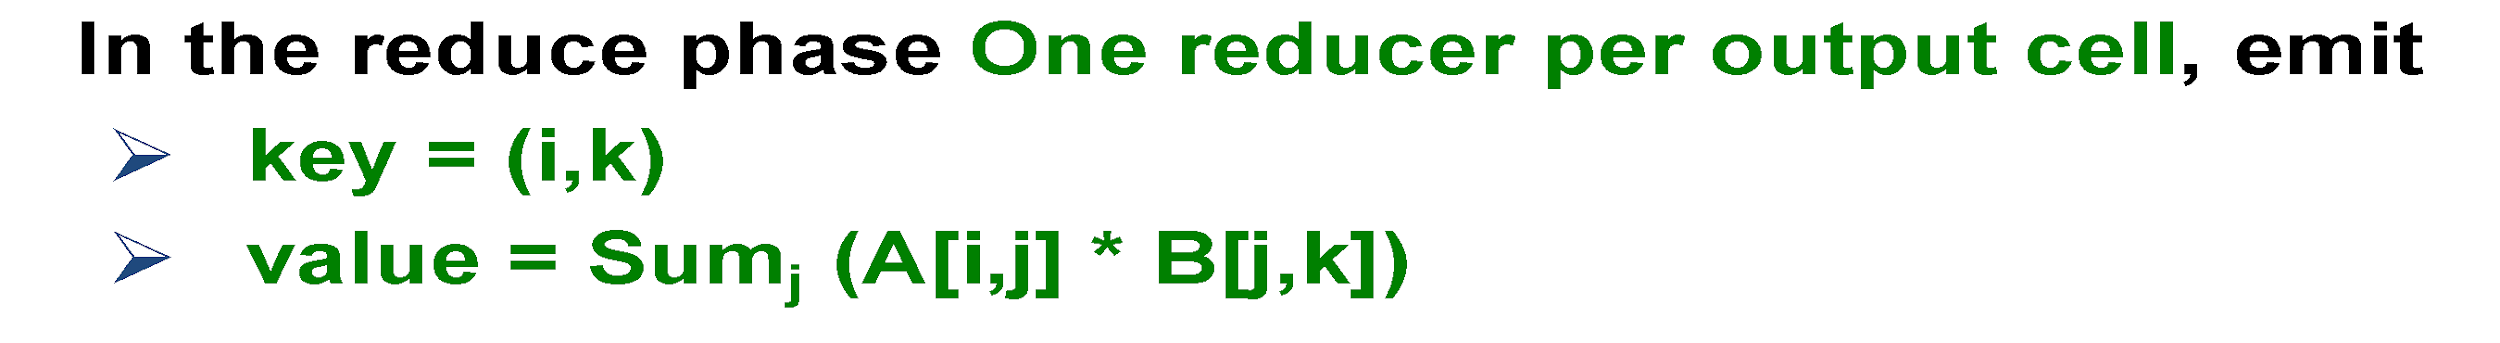 In the reduce phase One reducer per output cell, emit
➢ key = (i,k)
➢ value = Sumj (A[i,j] * B[j,k])